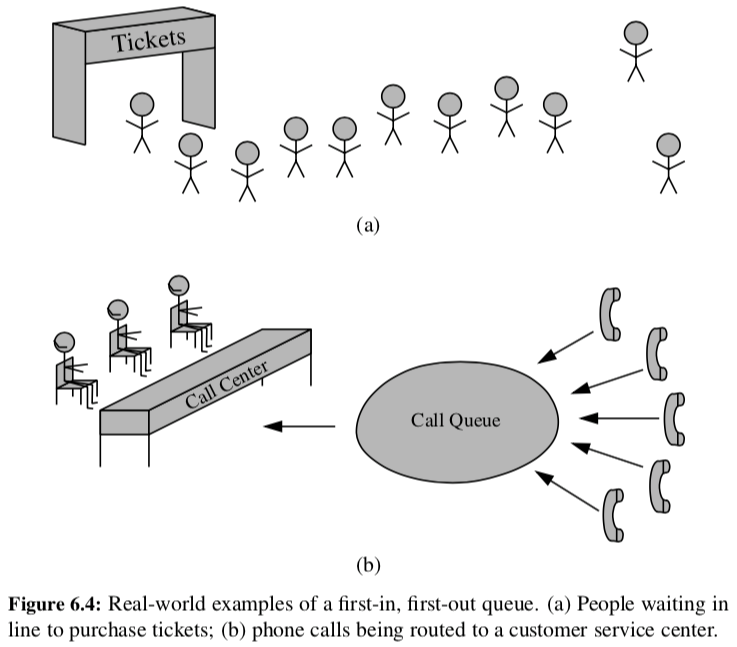 Tickets
(a)
Call Center
Call Queue
(b)
Figure 6.4: Real-world examples of a first-in, first-out queue. (a) People waiting in
line to purchase tickets; (b) phone calls being routed to a customer service center.